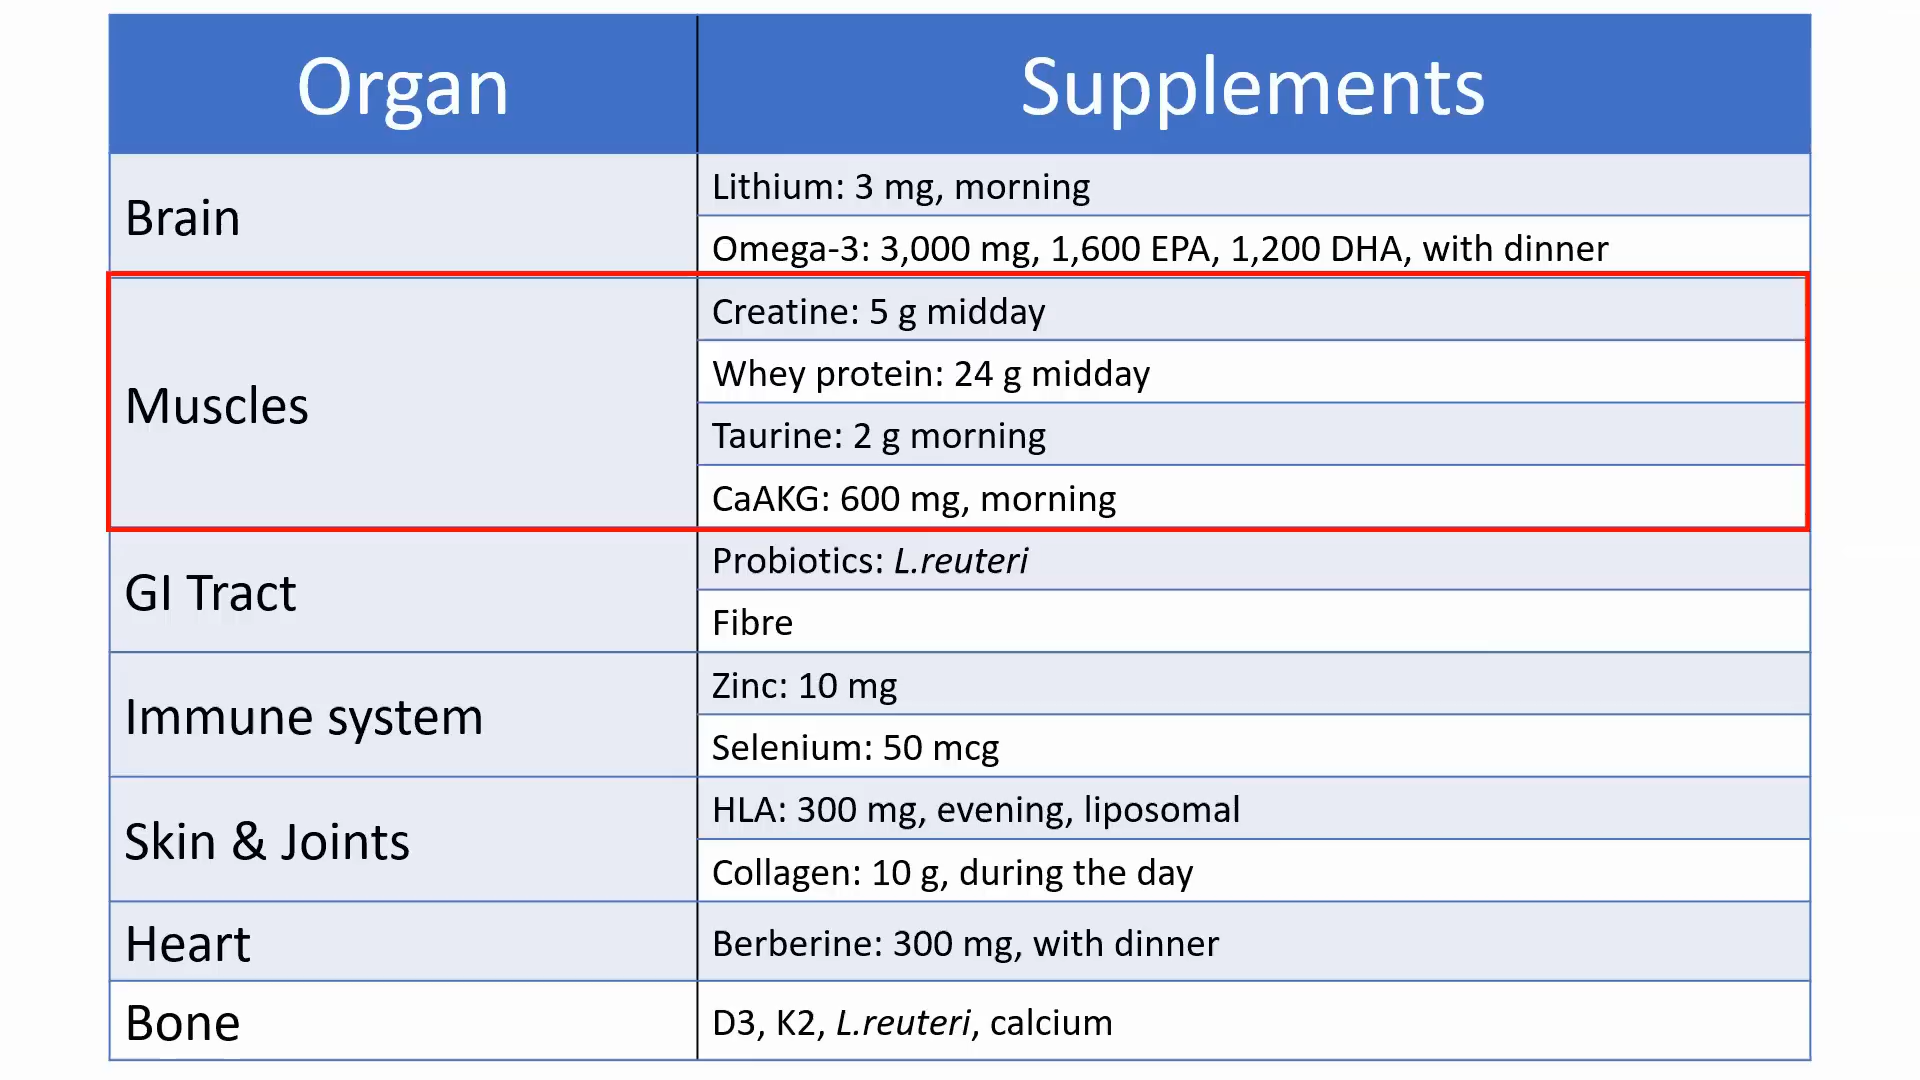 Organ Supplements
Brain
Lithium: 3 mg, morning
Omega-3: 3,000 mg, 1,600 EPA, 1,200 DHA, with dinner
Muscles
Creatine: 5 g midday
Whey protein: 24 g midday
Taurine: 2 g morning
CaAKG: 600 mg, morning
GI Tract
Probiotics: L.reuteri
Fibre
Immune system
Zinc: 10 mg
Selenium: 50 mcg
Skin & Joints
HLA: 300 mg, evening, liposomal
Collagen: 10 g, during the day
Heart
Berberine: 300 mg, with dinner
Bone
D3, K2, L.reuteri, calcium